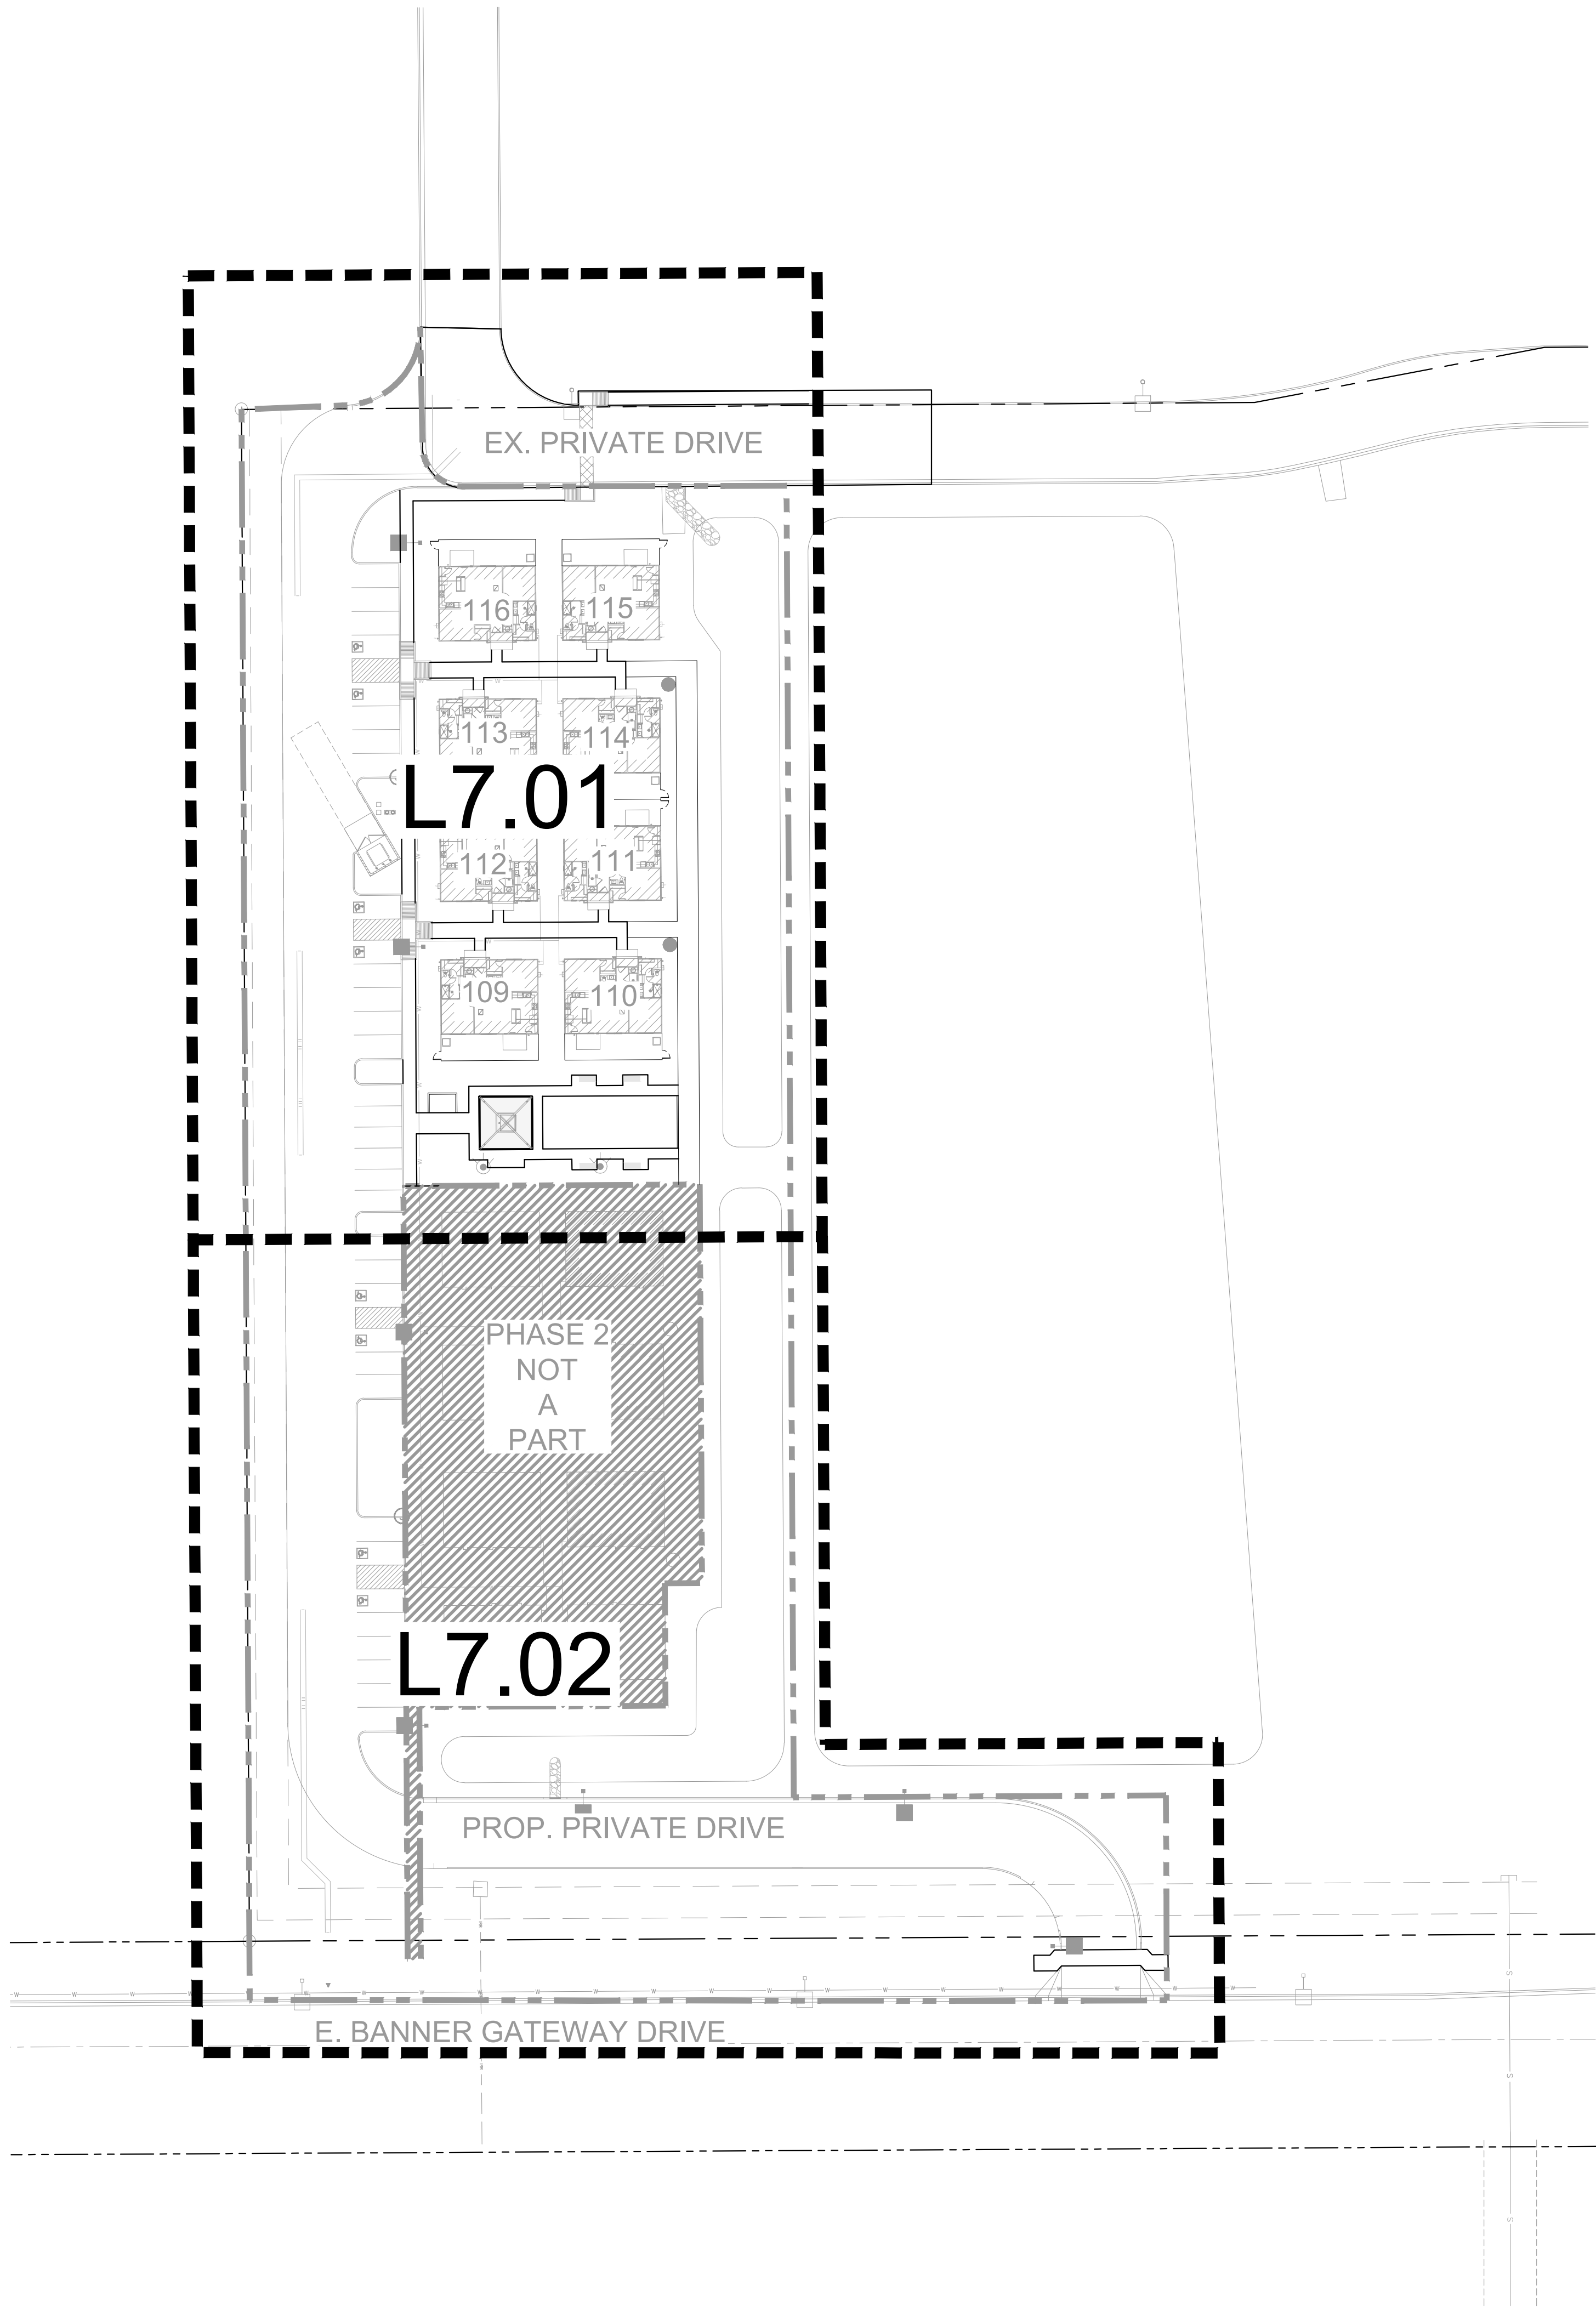 EX. PRIVATE DRIVE
116
115
113
114
L7.01
112
111
109
110
PHASE 2
NOT
A
PART
L7.02
PROP. PRIVATE DRIVE
W W W W W W W W W W W W W W W W W W W W W W
E. BANNER GATEWAY DRIVE
S
S
S